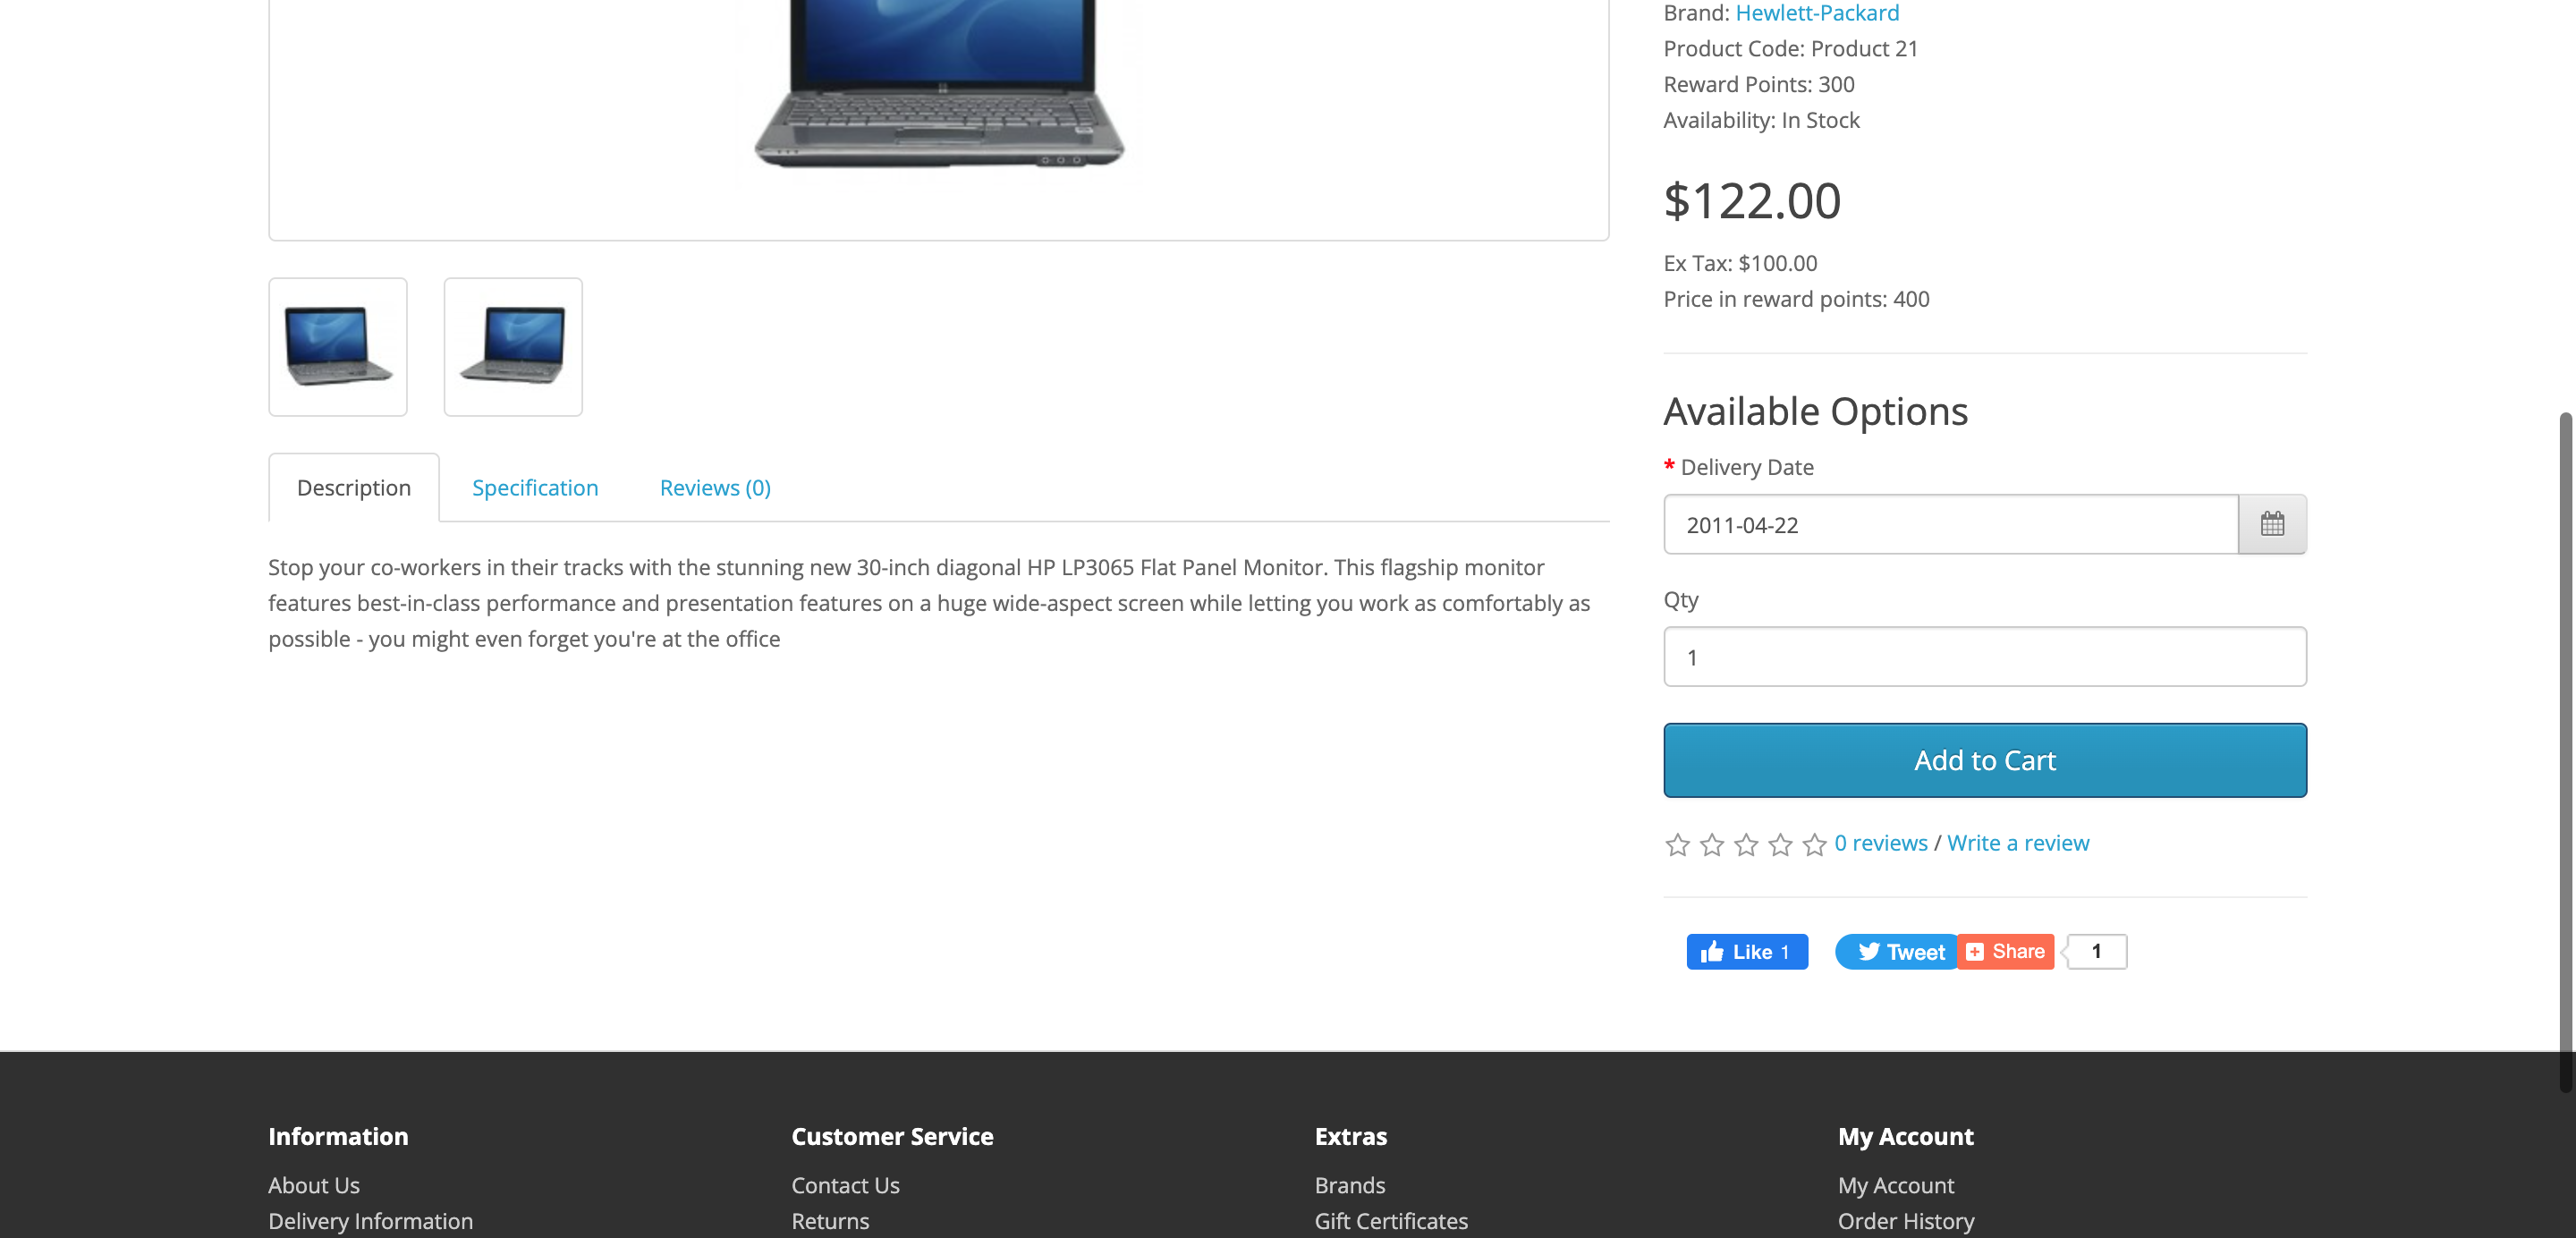 Brand: Hewlett-Packard
Product Code: Product 21
Reward Points: 300
Availability: In Stock
$122.00
Ex Tax: $100.00
Price in reward points: 400
Available Options
* Delivery Date
2011-04-22
Qty
1
Add to Cart
0 reviews / Write a review
Like 1
Tweet
Share
1
Description
Specification
Reviews (0)
Stop your co-workers in their tracks with the stunning new 30-inch diagonal HP LP3065 Flat Panel Monitor. This flagship monitor
features best-in-class performance and presentation features on a huge wide-aspect screen while letting you work as comfortably as
possible - you might even forget you're at the office
Information
About Us
Delivery Information
Customer Service
Contact Us
Returns
Extras
Brands
Gift Certificates
My Account
My Account
Order History